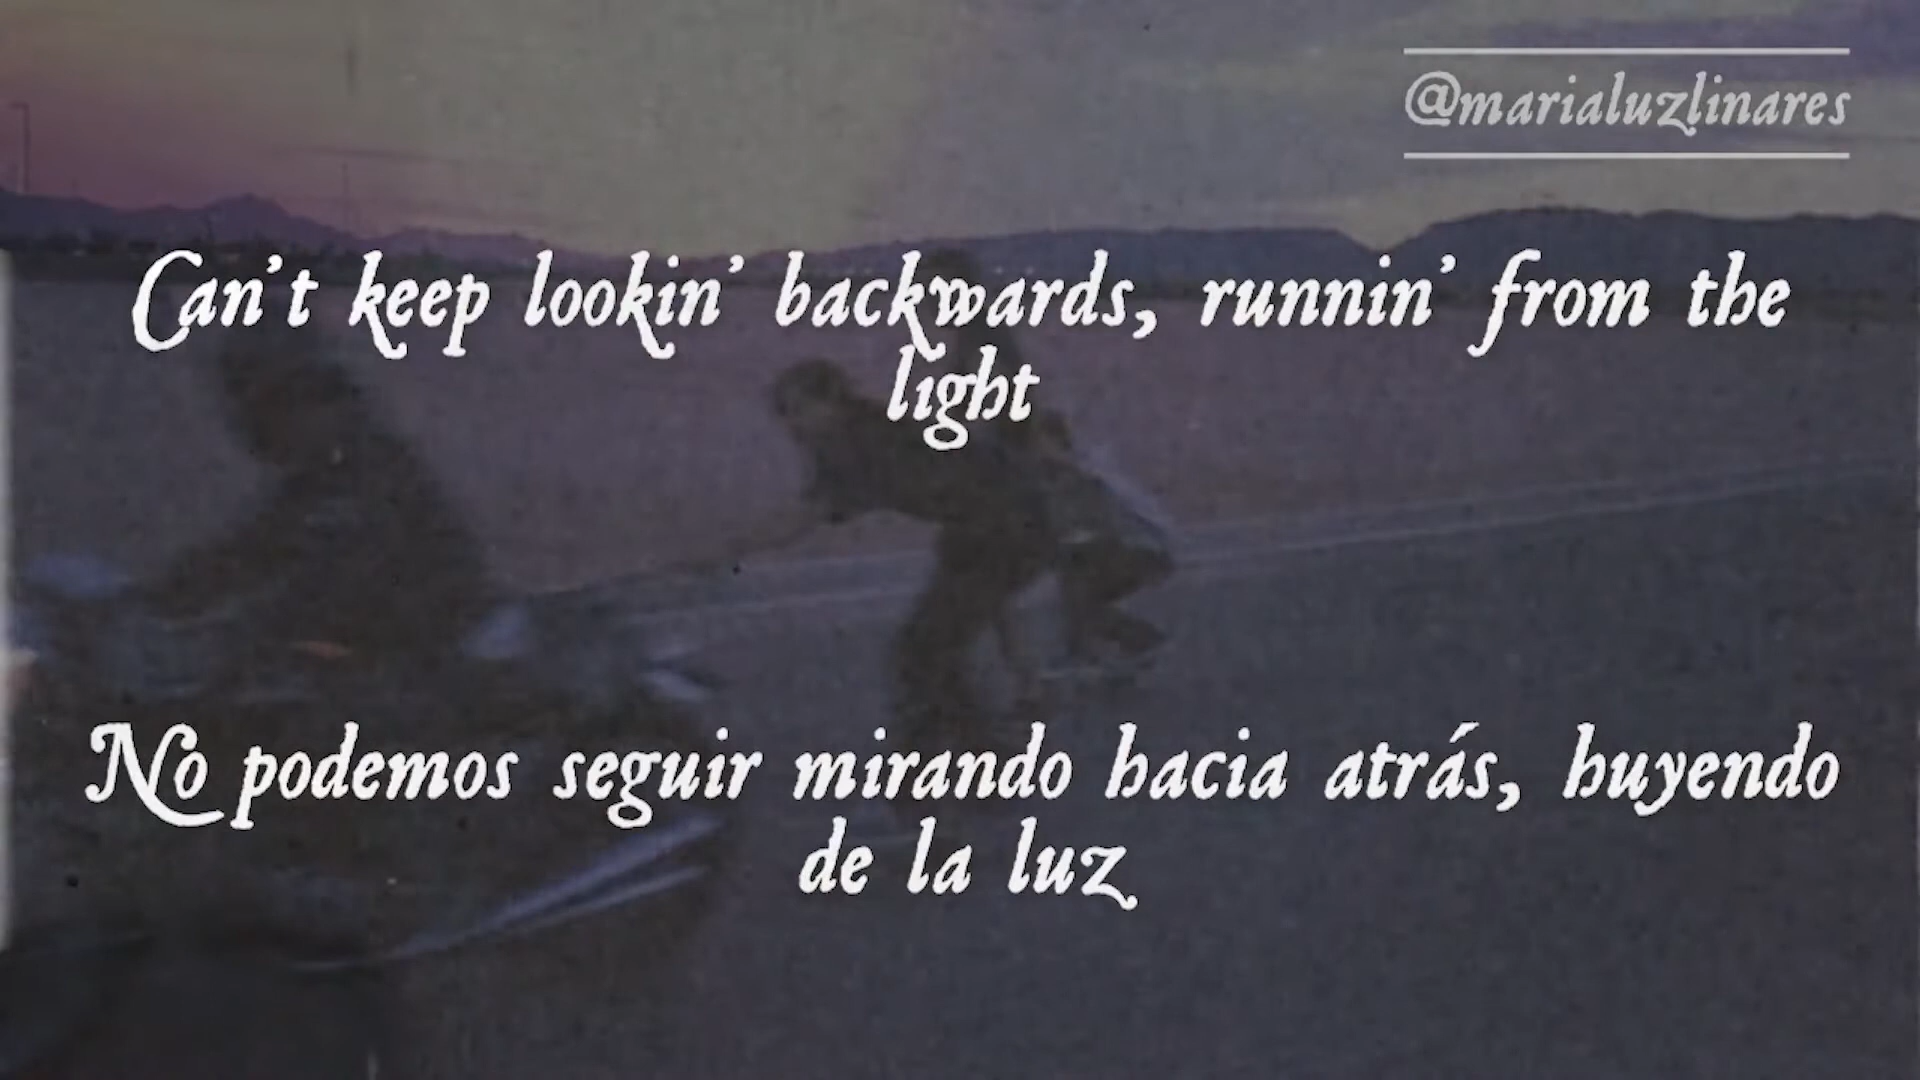 @marialuzlinares
Can't keep lookin' backwards, runnin' from the
light
No podemos seguir mirando hacia atrás, huyendo
de la luz